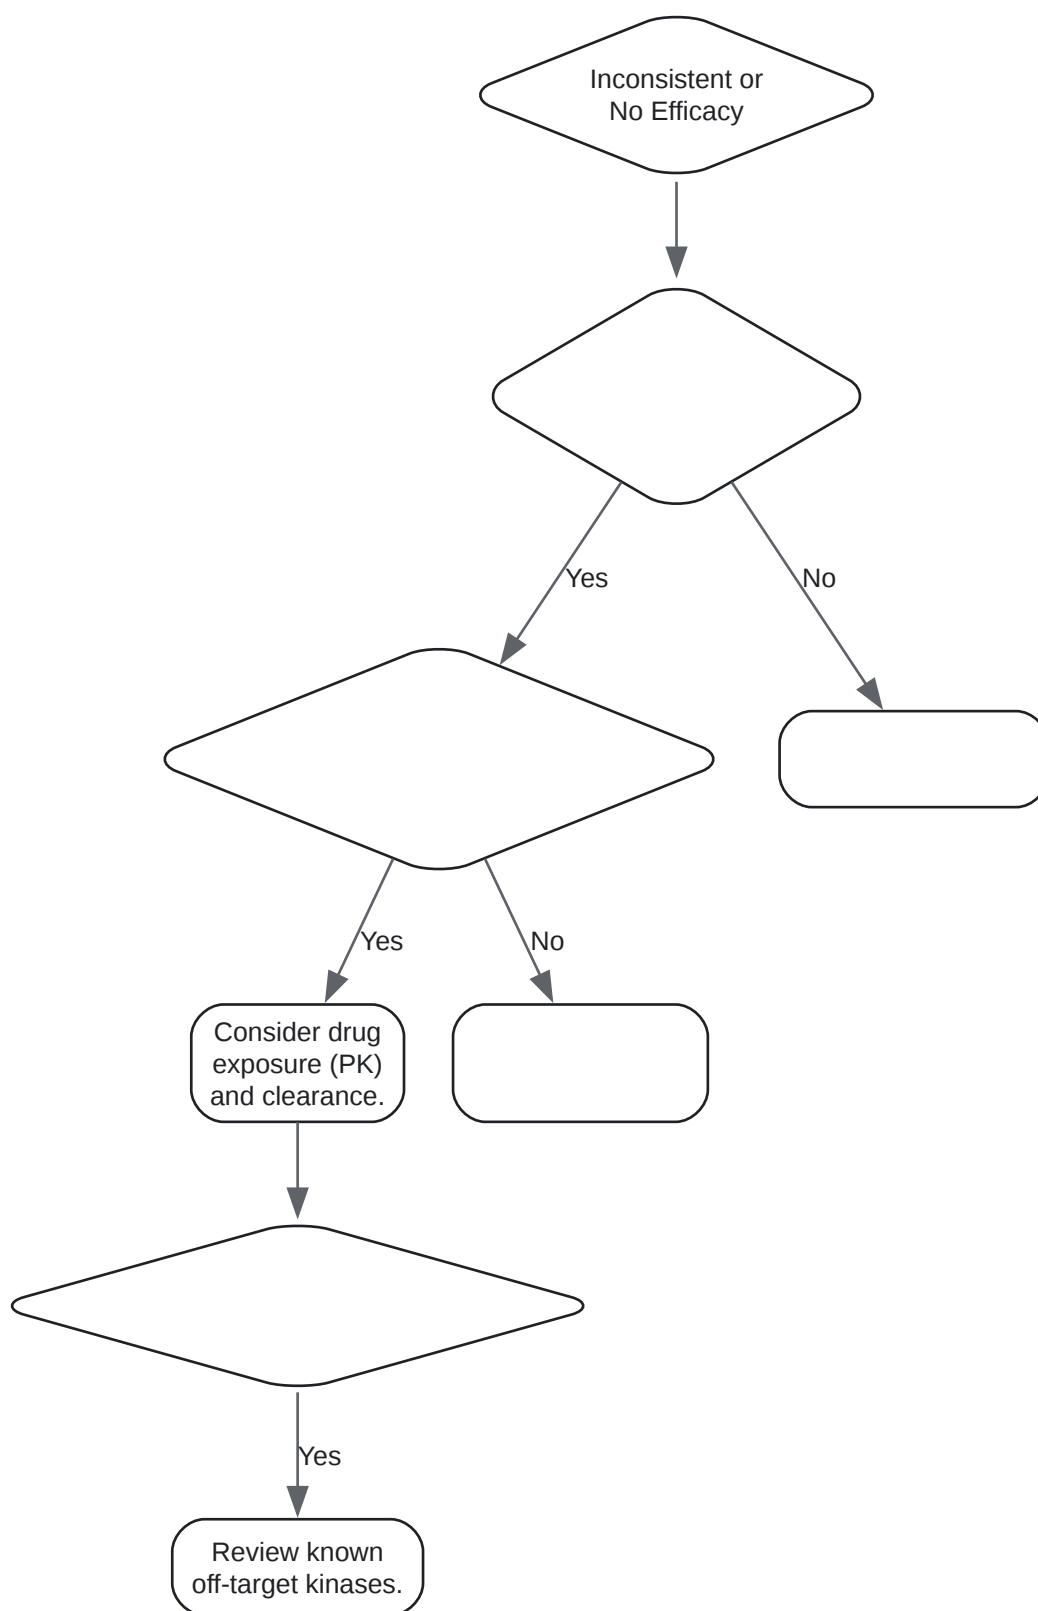 Inconsistent or
No Efficacy
Yes
No
Yes
No
Consider drug
exposure (PK)
and clearance.
Yes
Review known
off-target kinases.